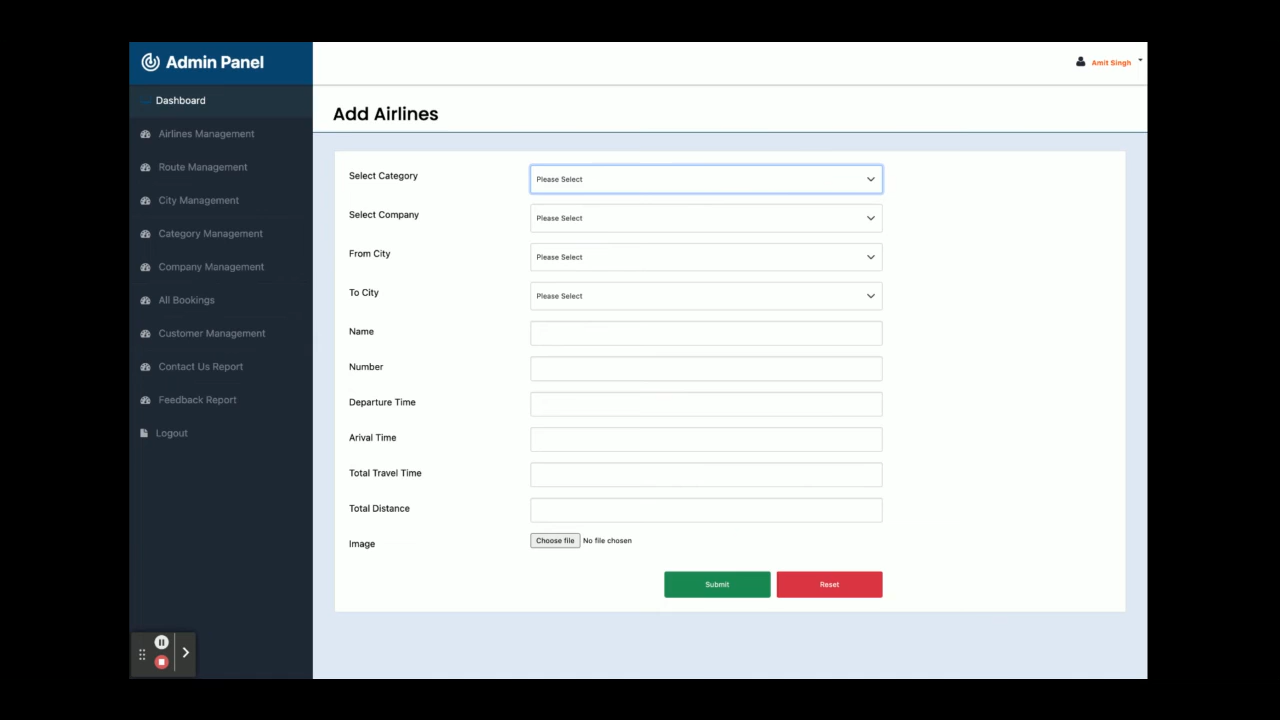 Admin Panel
Amit Singh
Dashboard
Airlines Management
Route Management
City Management
Category Management
Company Management
All Bookings
Customer Management
Contact Us Report
Feedback Report
Logout
Add Airlines
Select Category
Please Select
Select Company
Please Select
From City
Please Select
To City
Please Select
Name
Number
Departure Time
Arival Time
Total Travel Time
Total Distance
Image
Choose file No file chosen
Submit
Reset